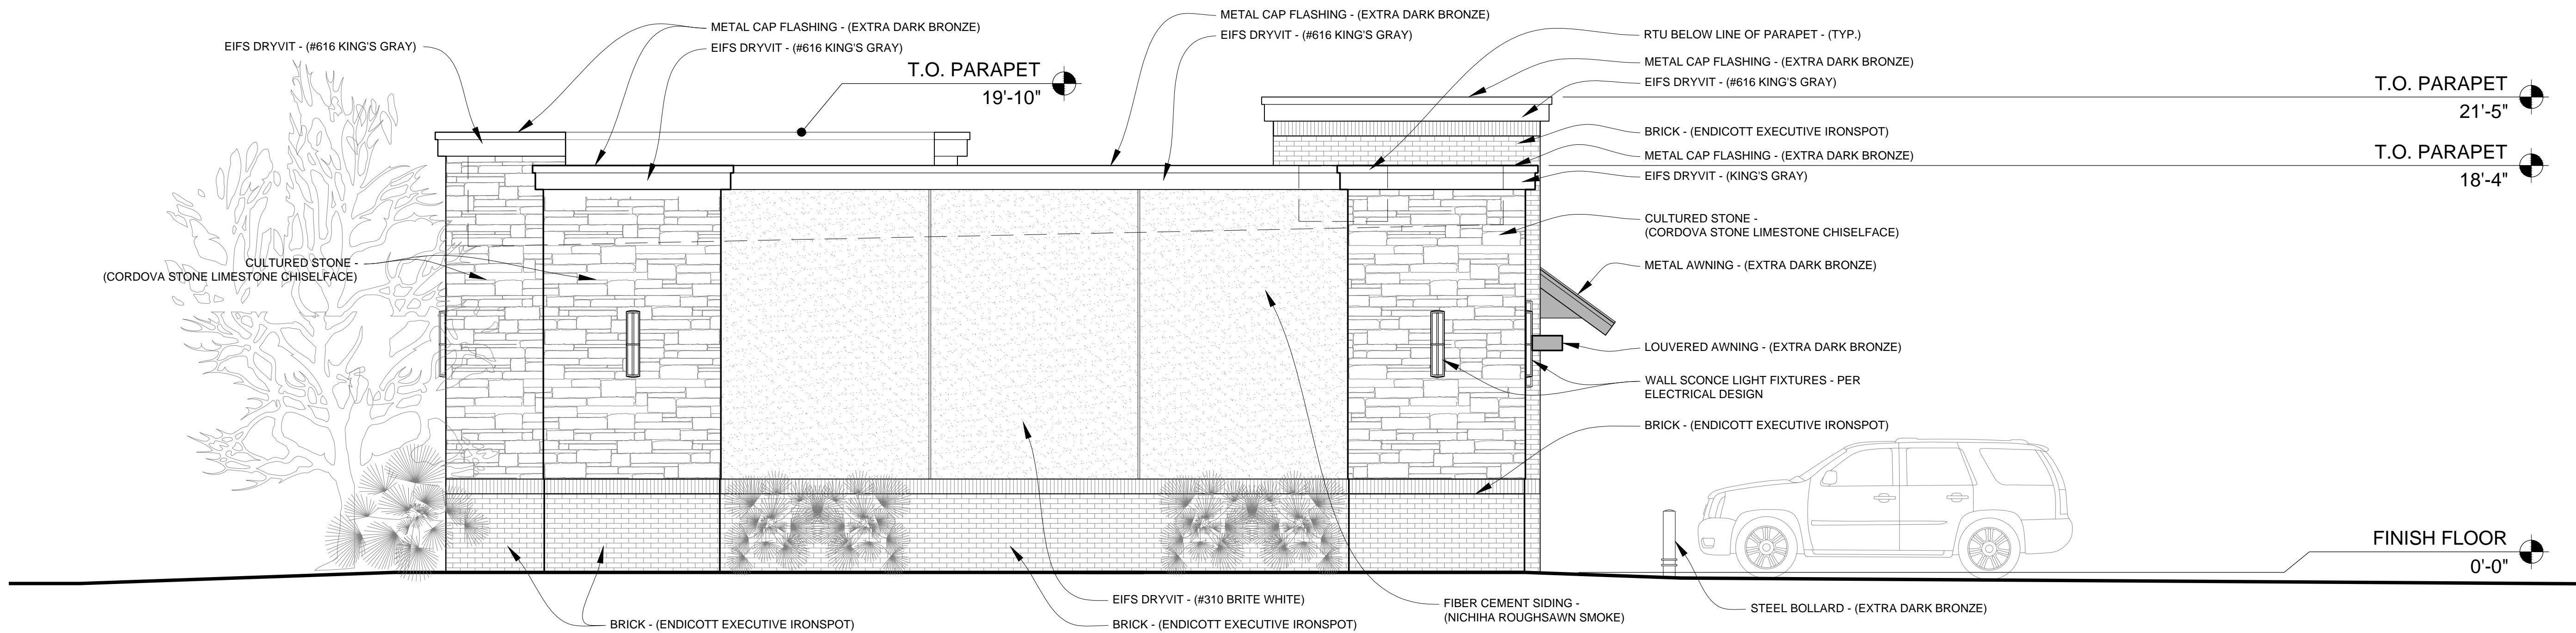 METAL CAP FLASHING - (EXTRA DARK BRONZE)
EIFS DRYVIT - (#616 KING'S GRAY)
EIFS DRYVIT - (#616 KING'S GRAY)
T.O. PARAPET
19'-10"
METAL CAP FLASHING - (EXTRA DARK BRONZE)
EIFS DRYVIT - (#616 KING'S GRAY)
RTU BELOW LINE OF PARAPET - (TYP.)
METAL CAP FLASHING - (EXTRA DARK BRONZE)
EIFS DRYVIT - (#616 KING'S GRAY)
T.O. PARAPET
21'-5"
BRICK - (ENDICOTT EXECUTIVE IRONSPOT)
METAL CAP FLASHING - (EXTRA DARK BRONZE)
T.O. PARAPET
18'-4"
EIFS DRYVIT - (KING'S GRAY)
CULTURED STONE -
(CORDOVA STONE LIMESTONE CHISELFACE)
CULTURED STONE -
(CORDOVA STONE LIMESTONE CHISELFACE)
METAL AWNING - (EXTRA DARK BRONZE)
LOUVERED AWNING - (EXTRA DARK BRONZE)
WALL SCONCE LIGHT FIXTURES - PER
ELECTRICAL DESIGN
BRICK - (ENDICOTT EXECUTIVE IRONSPOT)
FINISH FLOOR
0'-0"
BRICK - (ENDICOTT EXECUTIVE IRONSPOT)
EIFS DRYVIT - (#310 BRITE WHITE)
BRICK - (ENDICOTT EXECUTIVE IRONSPOT)
FIBER CEMENT SIDING -
(NICHIHA ROUGHSAWN SMOKE)
STEEL BOLLARD - (EXTRA DARK BRONZE)